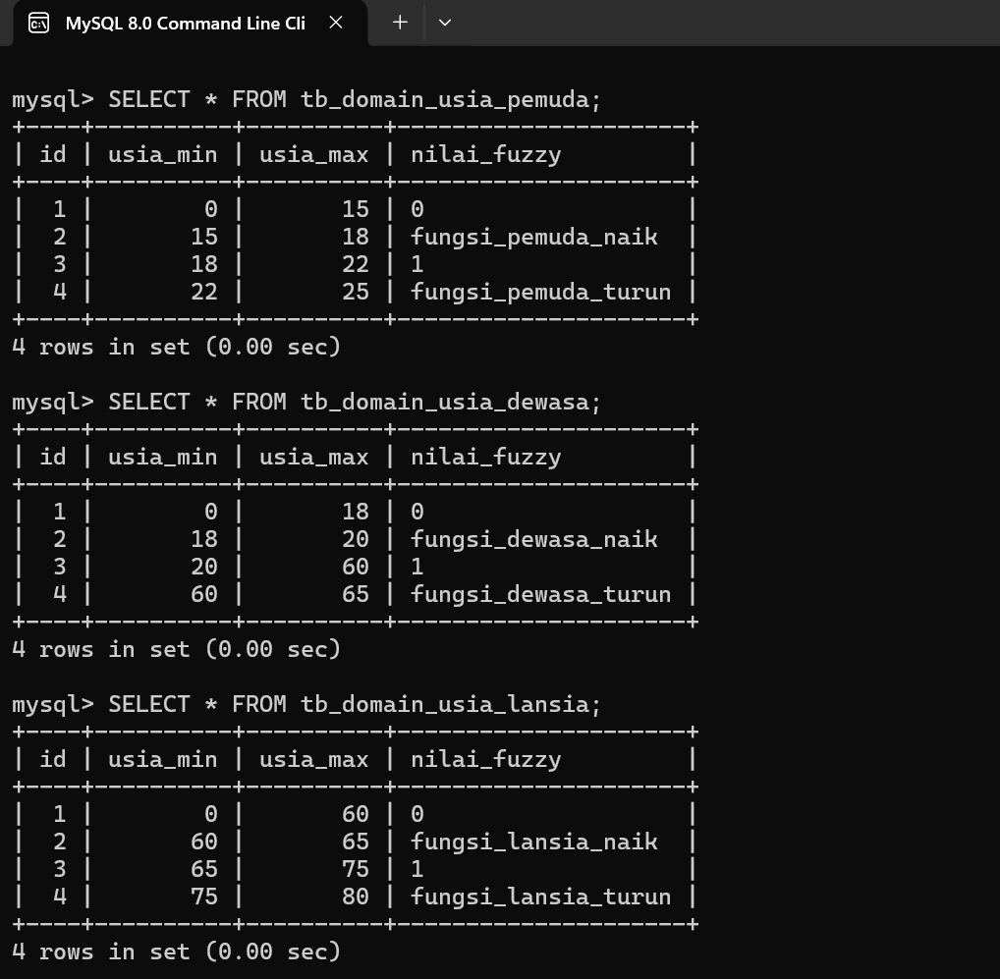 MySQL 8.0 Command Line Cli
mysql> SELECT * FROM tb_domain_usia_pemuda;
+----+----------+----------+---------------------+
| id | usia_min | usia_max | nilai_fuzzy         |
+----+----------+----------+---------------------+
|  1 |        0 |       15 | 0                   |
|  2 |       15 |       18 | fungsi_pemuda_naik  |
|  3 |       18 |       22 | 1                   |
|  4 |       22 |       25 | fungsi_pemuda_turun |
+----+----------+----------+---------------------+
4 rows in set (0.00 sec)
mysql> SELECT * FROM tb_domain_usia_dewasa;
+----+----------+----------+---------------------+
| id | usia_min | usia_max | nilai_fuzzy         |
+----+----------+----------+---------------------+
|  1 |        0 |       18 | 0                   |
|  2 |       18 |       20 | fungsi_dewasa_naik  |
|  3 |       20 |       60 | 1                   |
|  4 |       60 |       65 | fungsi_dewasa_turun |
+----+----------+----------+---------------------+
4 rows in set (0.00 sec)
mysql> SELECT * FROM tb_domain_usia_lansia;
+----+----------+----------+---------------------+
| id | usia_min | usia_max | nilai_fuzzy         |
+----+----------+----------+---------------------+
|  1 |        0 |       60 | 0                   |
|  2 |       60 |       65 | fungsi_lansia_naik  |
|  3 |       65 |       75 | 1                   |
|  4 |       75 |       80 | fungsi_lansia_turun |
+----+----------+----------+---------------------+
4 rows in set (0.00 sec)